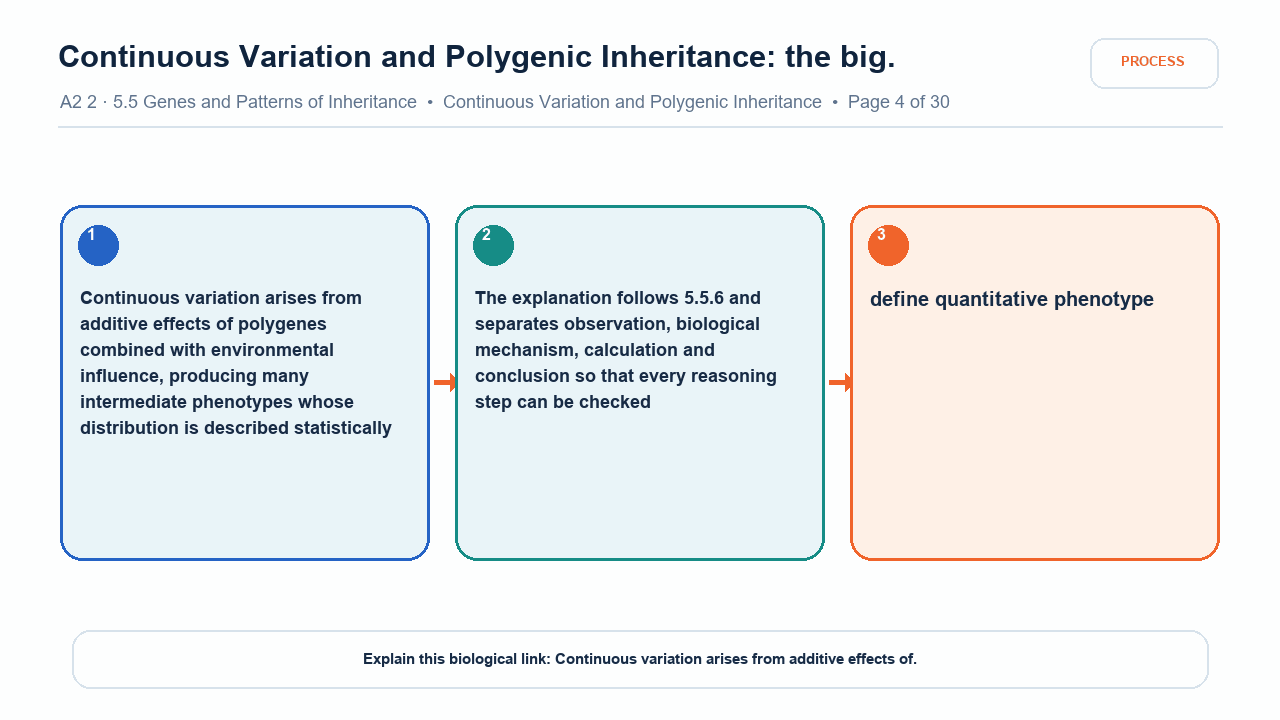 Continuous Variation and Polygenic Inheritance: the big.
PROCESS
A2 2 · 5.5 Genes and Patterns of Inheritance • Continuous Variation and Polygenic Inheritance • Page 4 of 30
1
Continuous variation arises from
additive effects of polygenes
combined with environmental
influence, producing many
intermediate phenotypes whose
distribution is described statistically
2
The explanation follows 5.5.6 and
separates observation, biological
mechanism, calculation and
conclusion so that every reasoning
step can be checked
3
define quantitative phenotype
Explain this biological link: Continuous variation arises from additive effects of.